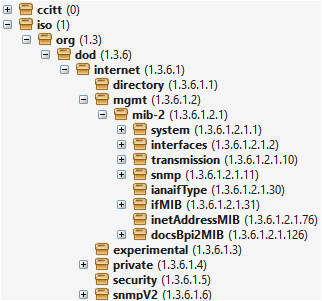 ccitt (0)
iso (1)
org (1.3)
dod (1.3.6)
internet (1.3.6.1)
directory (1.3.6.1.1)
mgmt (1.3.6.1.2)
mib-2 (1.3.6.1.2.1)
system (1.3.6.1.2.1.1)
interfaces (1.3.6.1.2.1.2)
transmission (1.3.6.1.2.1.10)
snmp (1.3.6.1.2.1.11)
ianaifType (1.3.6.1.2.1.30)
ifMIB (1.3.6.1.2.1.31)
inetAddressMIB (1.3.6.1.2.1.76)
docsBpi2MIB (1.3.6.1.2.1.126)
experimental (1.3.6.1.3)
private (1.3.6.1.4)
security (1.3.6.1.5)
snmpV2 (1.3.6.1.6)